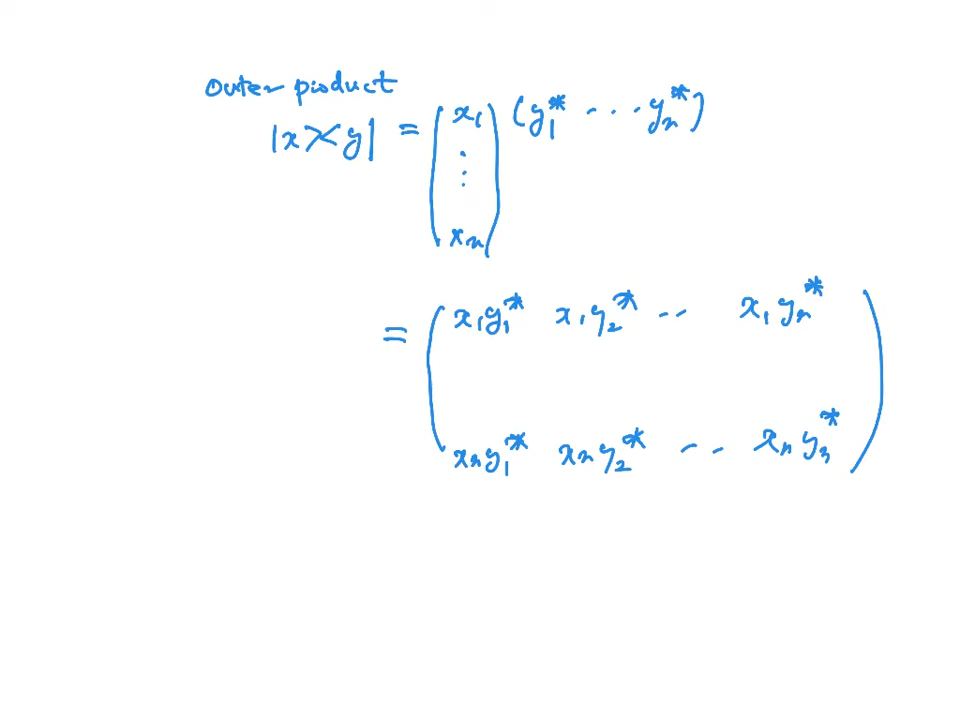 Outer product
|x⟩⟨y| = (x₁ ⋮ xₙ) (y₁* ··· yₙ*)
= (x₁y₁* x₁y₂* ·· x₁yₙ*
xₙy₁* xₙy₂* ·· xₙyₙ*)